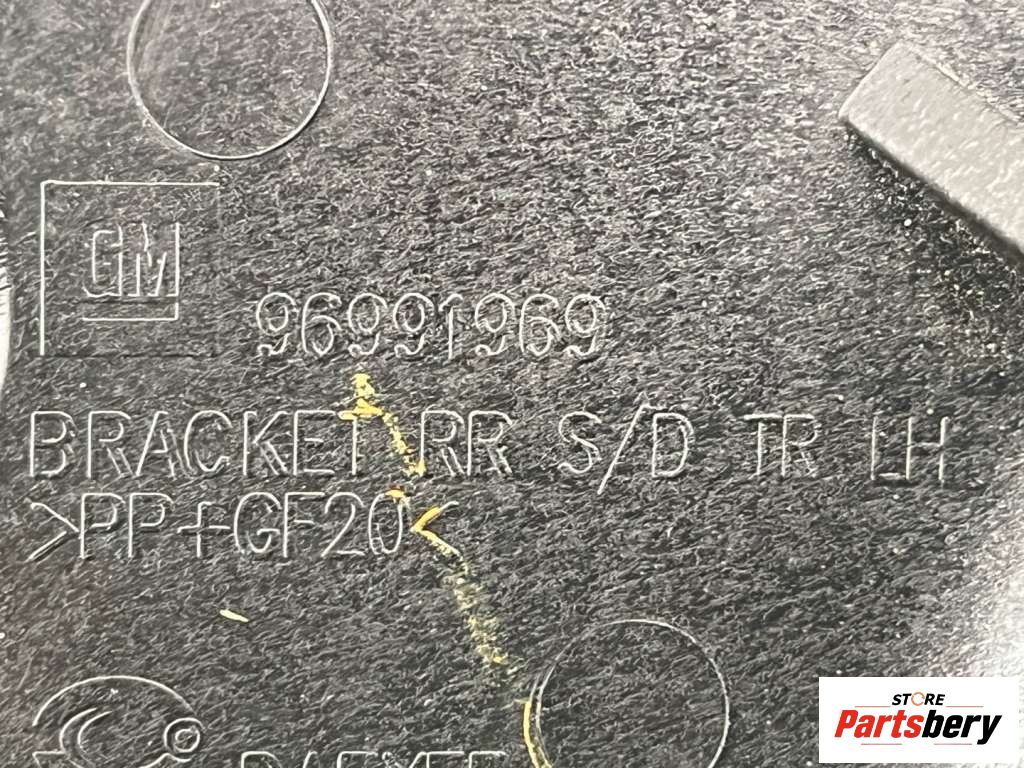 GM
96991969
BRACKET RR S/D TR LH
>PP+GF20<
STORE
Partsbery